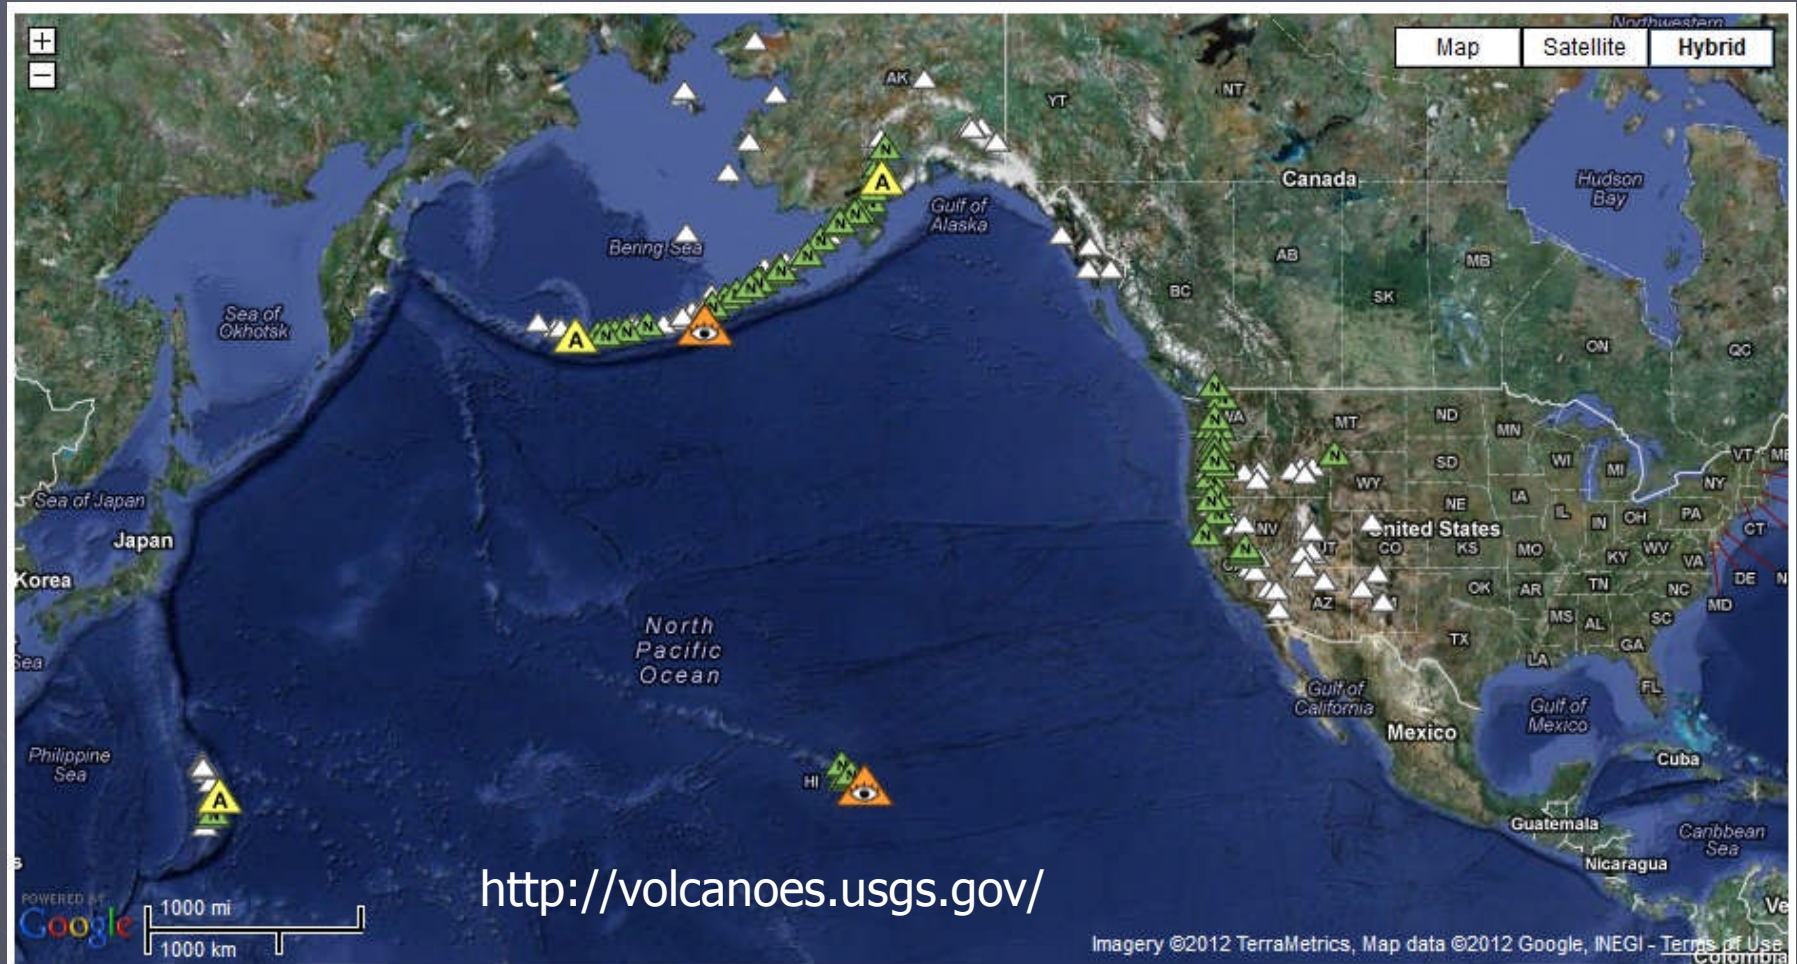 +
−
Map
Satellite
Hybrid
Northwestern
AK
YT
NT
Canada
Hudson
Bay
Gulf of
Alaska
Bering Sea
AB
MB
BC
SK
Sea of
Okhotsk
ON
QC
A
A
N
N
N
N
N
WA
MT
ND
MN
VT
ME
SD
WI
MI
WY
NY
NE
IA
IL
IN
OH
PA
CT
NV
United States
UT
CO
KS
MO
KY
WV
VA
DE
OK
AR
TN
NC
MD
AZ
MS
AL
SC
TX
GA
LA
FL
Sea of Japan
Japan
Korea
Sea
North
Pacific
Ocean
Gulf of
California
Gulf of
Mexico
Mexico
Cuba
Philippine
Sea
A
N
HI
N
N
Guatemala
Caribbean
Sea
Nicaragua
http://volcanoes.usgs.gov/
POWERED BY
Google
1000 mi
1000 km
Imagery ©2012 TerraMetrics, Map data ©2012 Google, INEGI - Terms of Use
Colombia